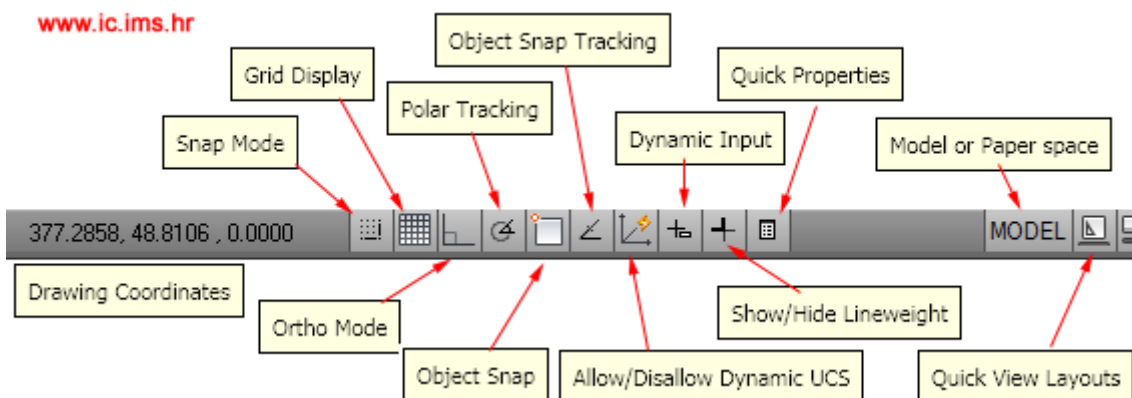 www.ic.ims.hr
Object Snap Tracking
Grid Display
Quick Properties
Polar Tracking
Snap Mode
Dynamic Input
Model or Paper space
377.2858, 48.8106 , 0.0000
MODEL
Drawing Coordinates
Ortho Mode
Show/Hide Lineweight
Object Snap
Allow/Disallow Dynamic UCS
Quick View Layouts